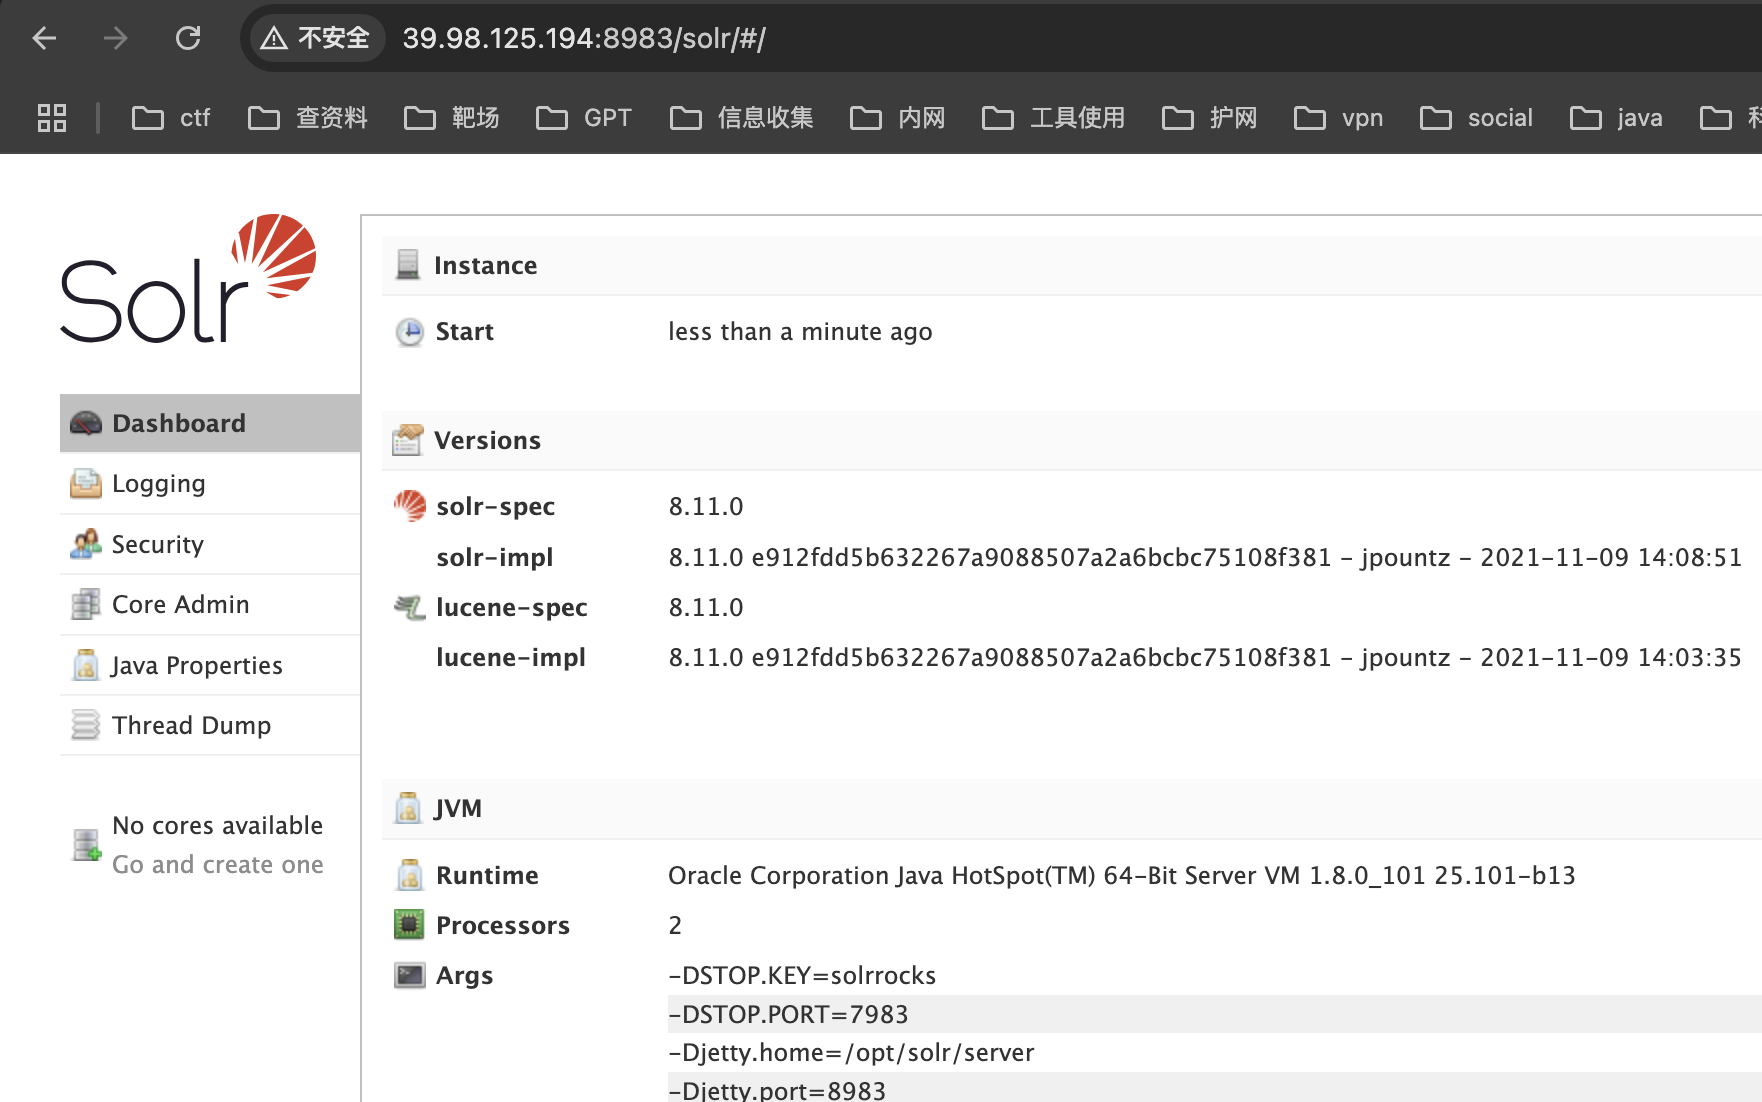 不安全 39.98.125.194:8983/solr/#/
ctf 查资料 靶场 GPT 信息收集 内网 工具使用 护网 vpn social java
Solr
Dashboard
Logging
Security
Core Admin
Java Properties
Thread Dump
No cores available
Go and create one
Instance
Start less than a minute ago
Versions
solr-spec 8.11.0
solr-impl 8.11.0 e912fdd5b632267a9088507a2a6bcbc75108f381 - jpountz - 2021-11-09 14:08:51
lucene-spec 8.11.0
lucene-impl 8.11.0 e912fdd5b632267a9088507a2a6bcbc75108f381 - jpountz - 2021-11-09 14:03:35
JVM
Runtime Oracle Corporation Java HotSpot(TM) 64-Bit Server VM 1.8.0_101 25.101-b13
Processors 2
Args -DSTOP.KEY=solrrocks
-DSTOP.PORT=7983
-Djetty.home=/opt/solr/server
-Djetty.port=8983